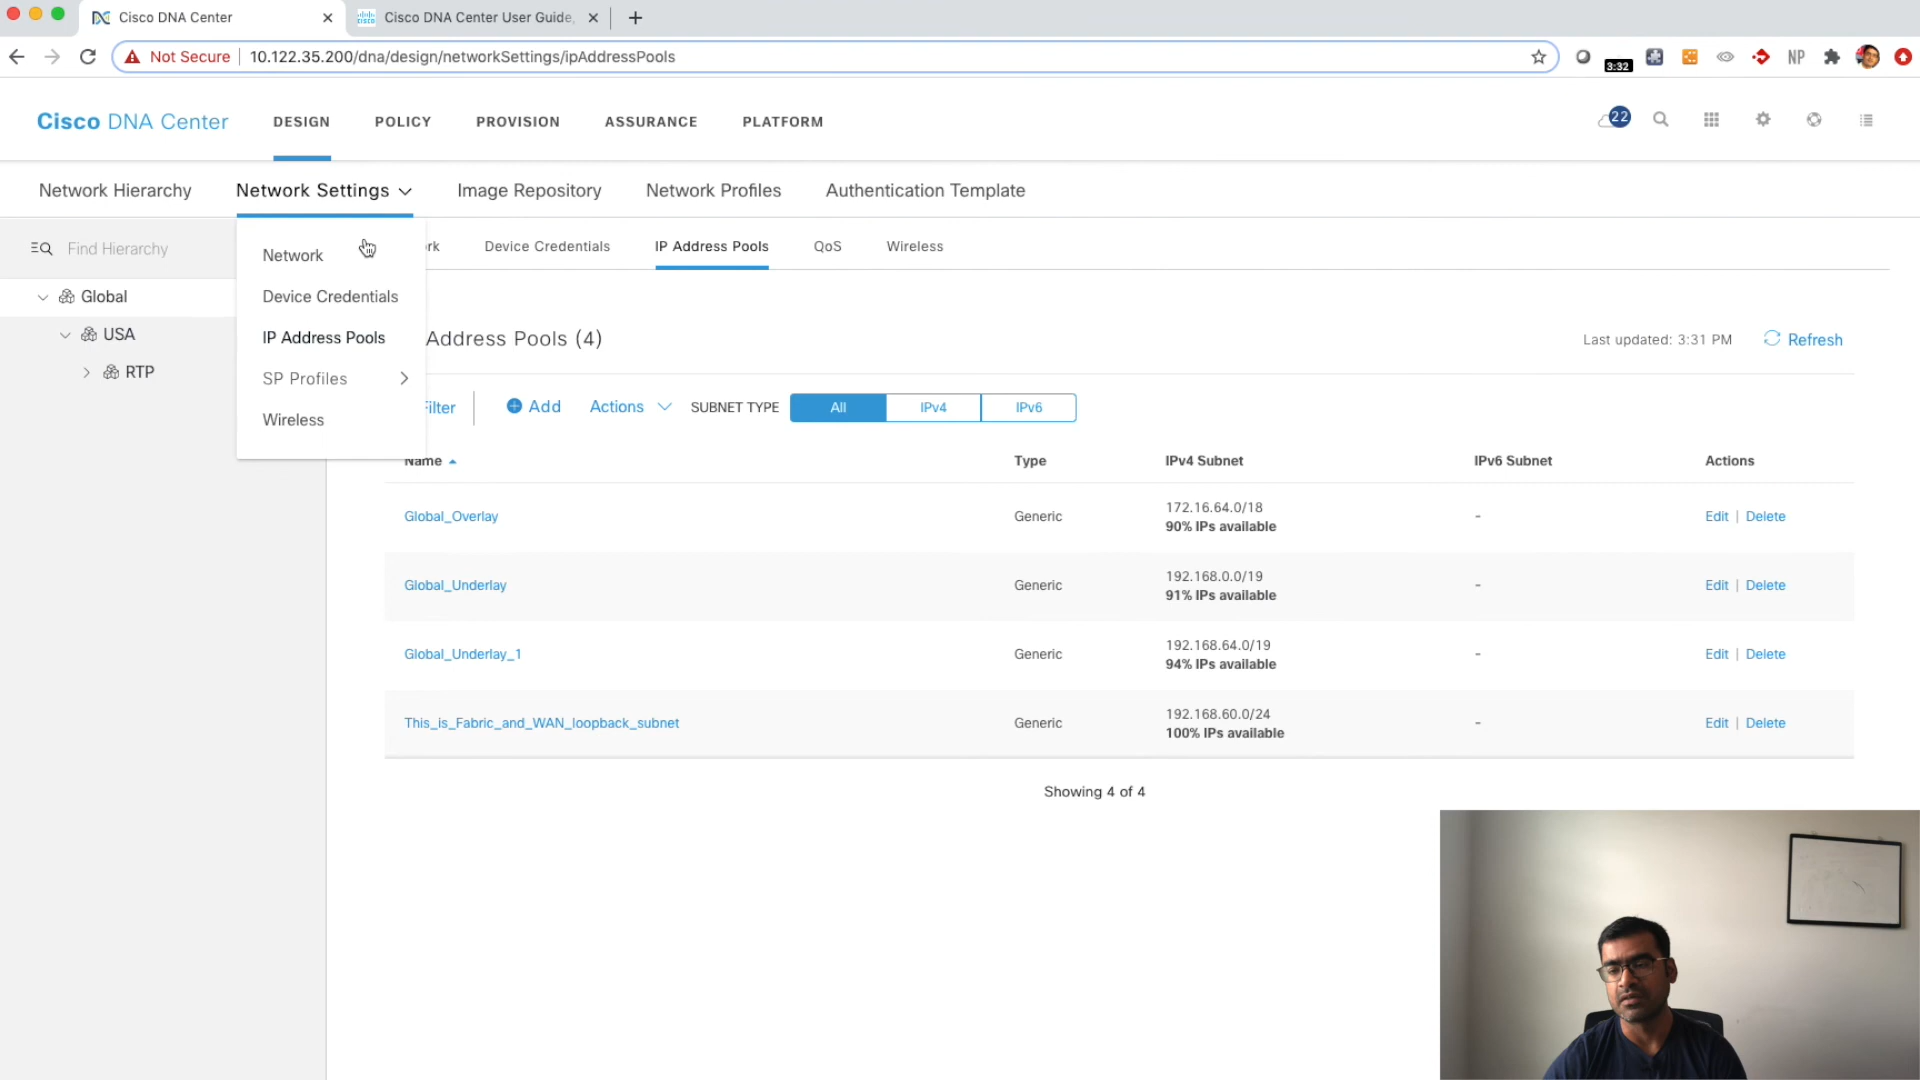 Cisco DNA Center
Cisco DNA Center User Guide,
Not Secure
10.122.35.200/dna/design/networkSettings/ipAddressPools
3:32
NP
Cisco DNA Center
DESIGN
POLICY
PROVISION
ASSURANCE
PLATFORM
22
Network Hierarchy
Network Settings
Image Repository
Network Profiles
Authentication Template
Find Hierarchy
Global
USA
RTP
Network
Device Credentials
IP Address Pools
SP Profiles
Wireless
rk
Device Credentials
IP Address Pools
QoS
Wireless
Address Pools (4)
Last updated: 3:31 PM
Refresh
Filter
Add
Actions
SUBNET TYPE
All
IPv4
IPv6
Name
Type
IPv4 Subnet
IPv6 Subnet
Actions
Global_Overlay
Generic
172.16.64.0/18
90% IPs available
-
Edit | Delete
Global_Underlay
Generic
192.168.0.0/19
91% IPs available
-
Edit | Delete
Global_Underlay_1
Generic
192.168.64.0/19
94% IPs available
-
Edit | Delete
This_is_Fabric_and_WAN_loopback_subnet
Generic
192.168.60.0/24
100% IPs available
-
Edit | Delete
Showing 4 of 4